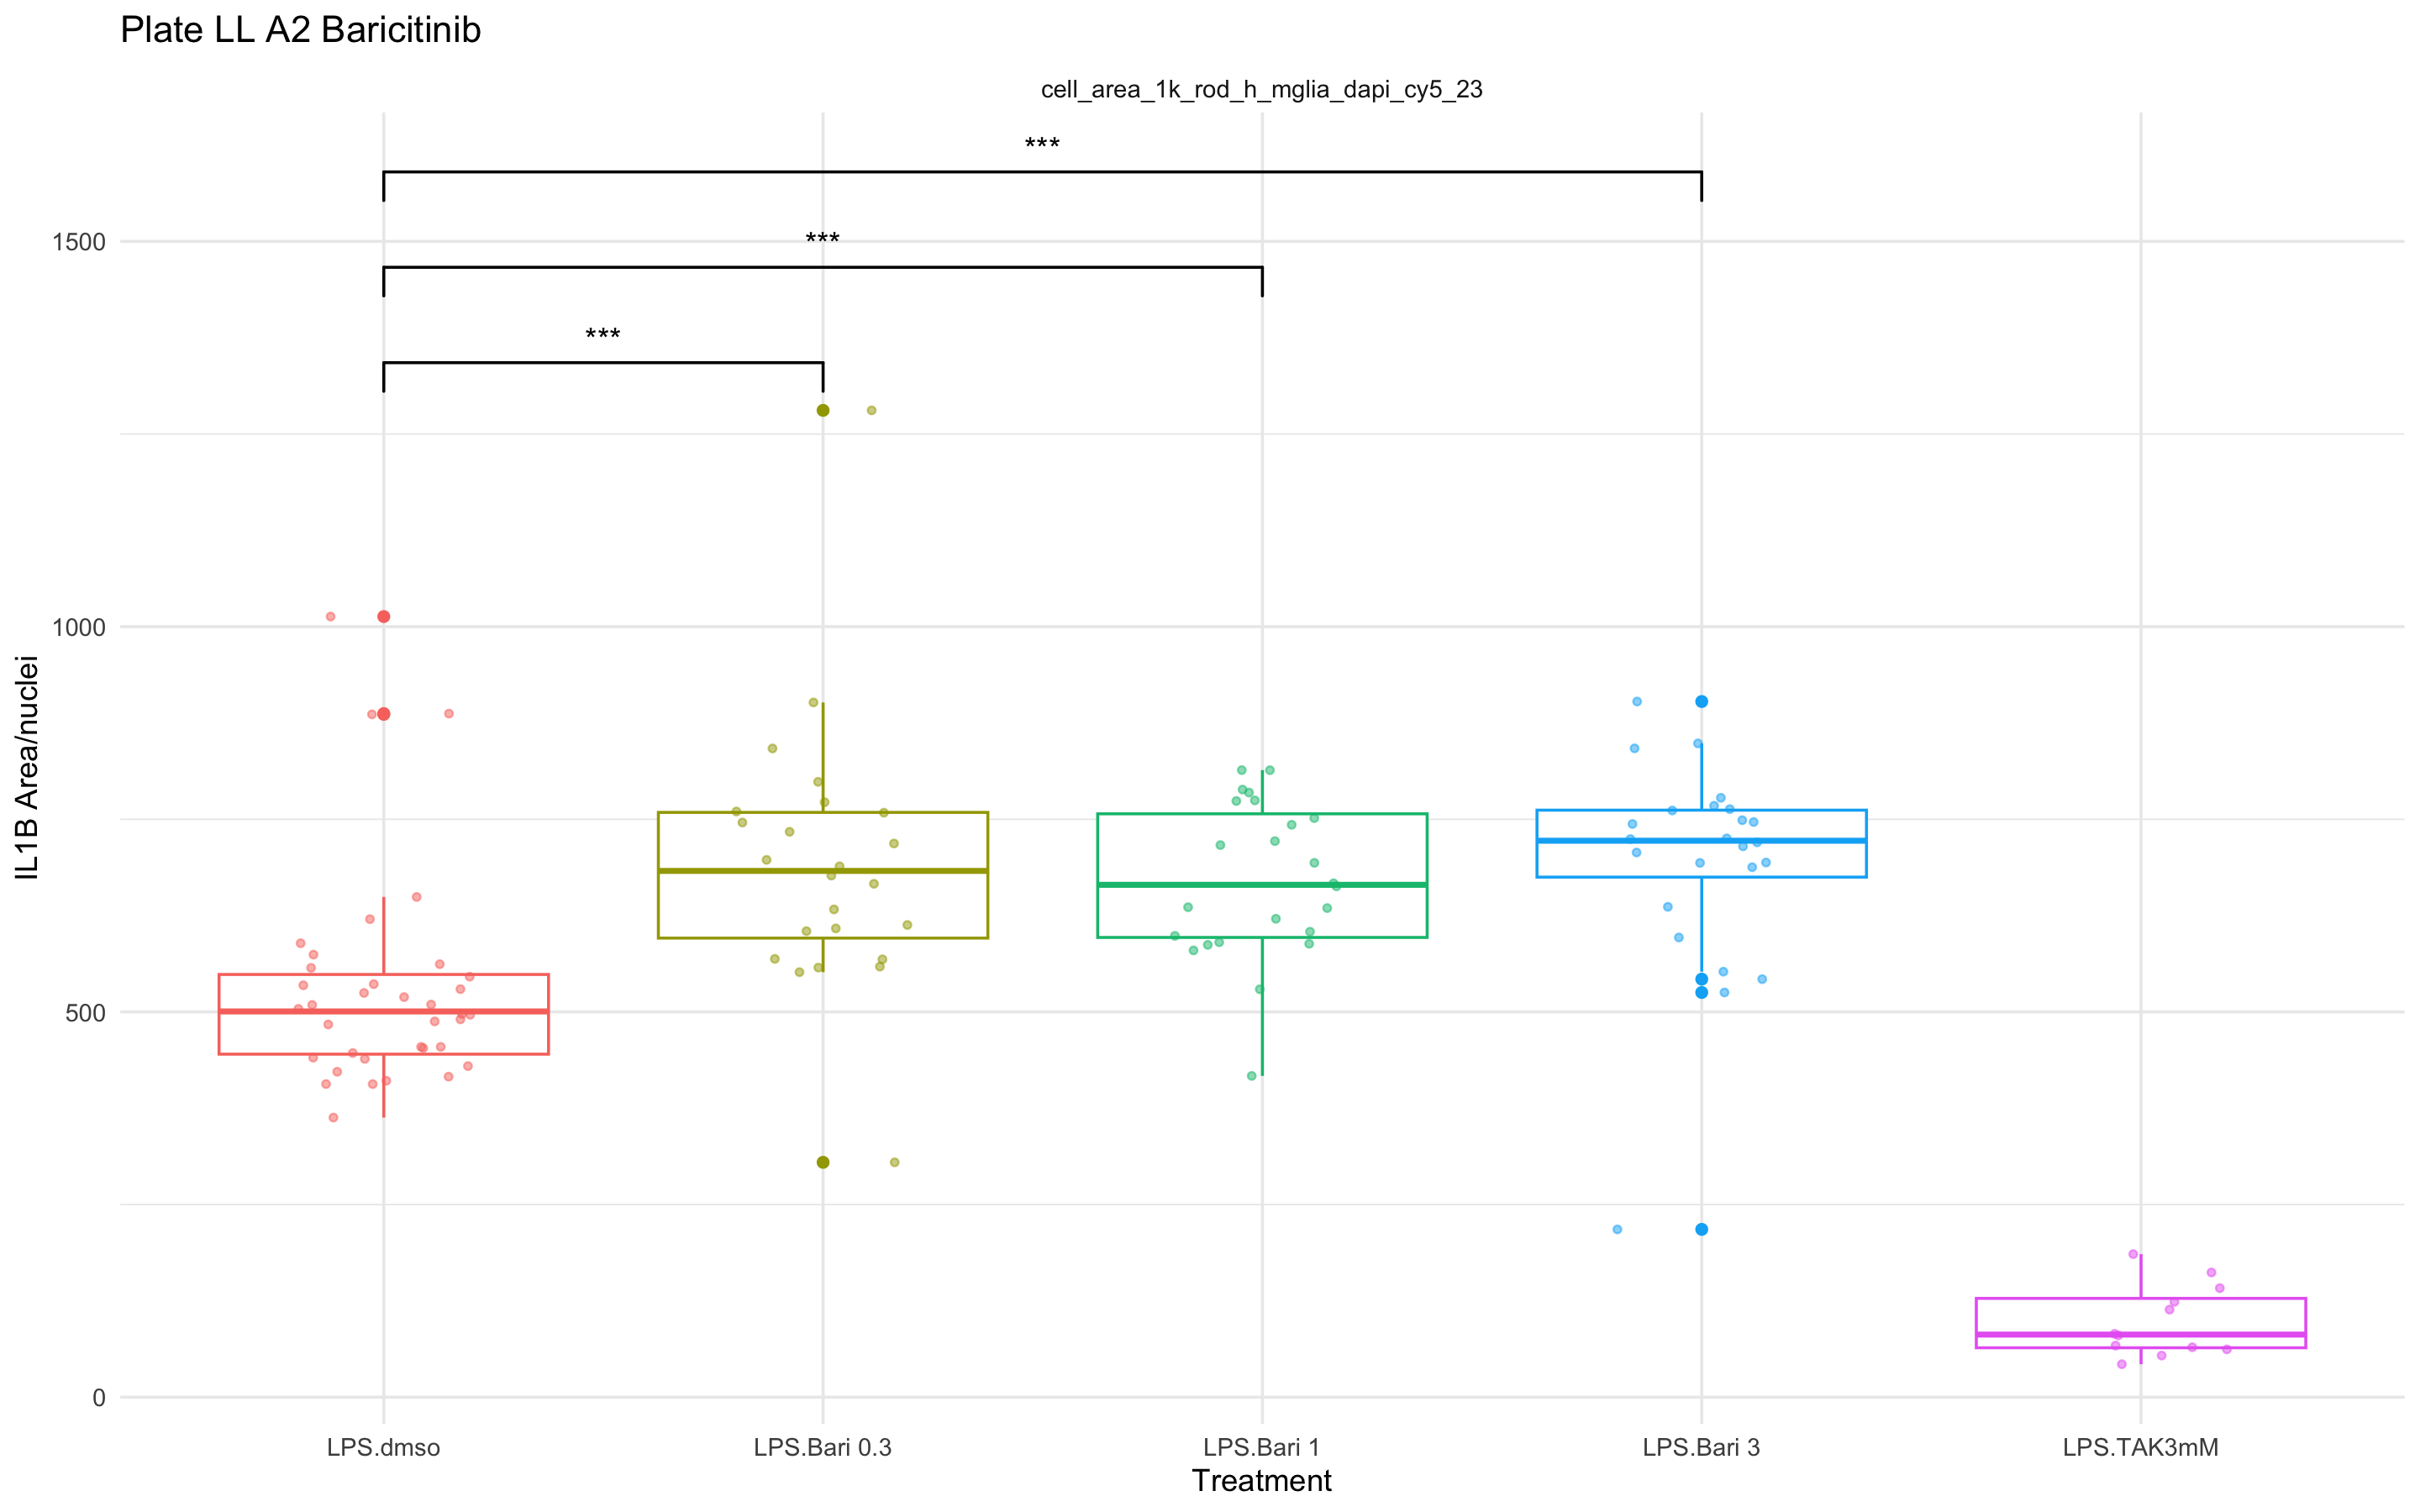 Plate LL A2 Baricitinib
cell_area_1k_rod_h_mglia_dapi_cy5_23
***
1500
***
***
1000
IL1B Area/nuclei
500
0
LPS.dmso LPS.Bari 0.3 LPS.Bari 1 LPS.Bari 3 LPS.TAK3mM
Treatment